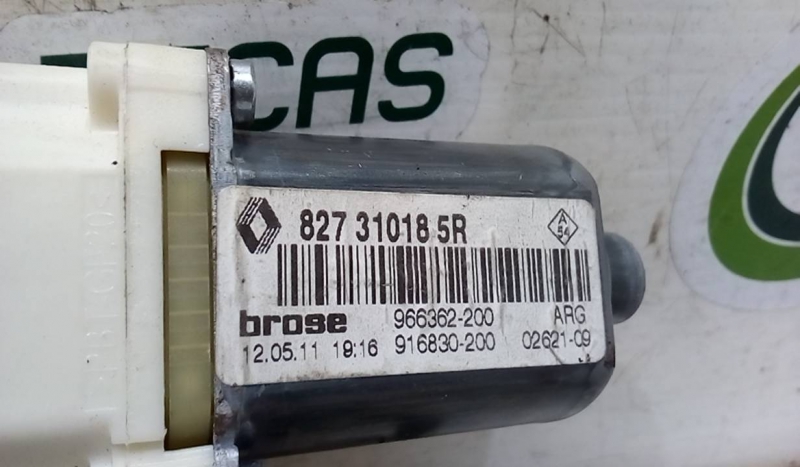 CAS
827 31018 5R
A
54
brose 966362-200 ARG
12.05.11 19:16 916830-200 02621-09